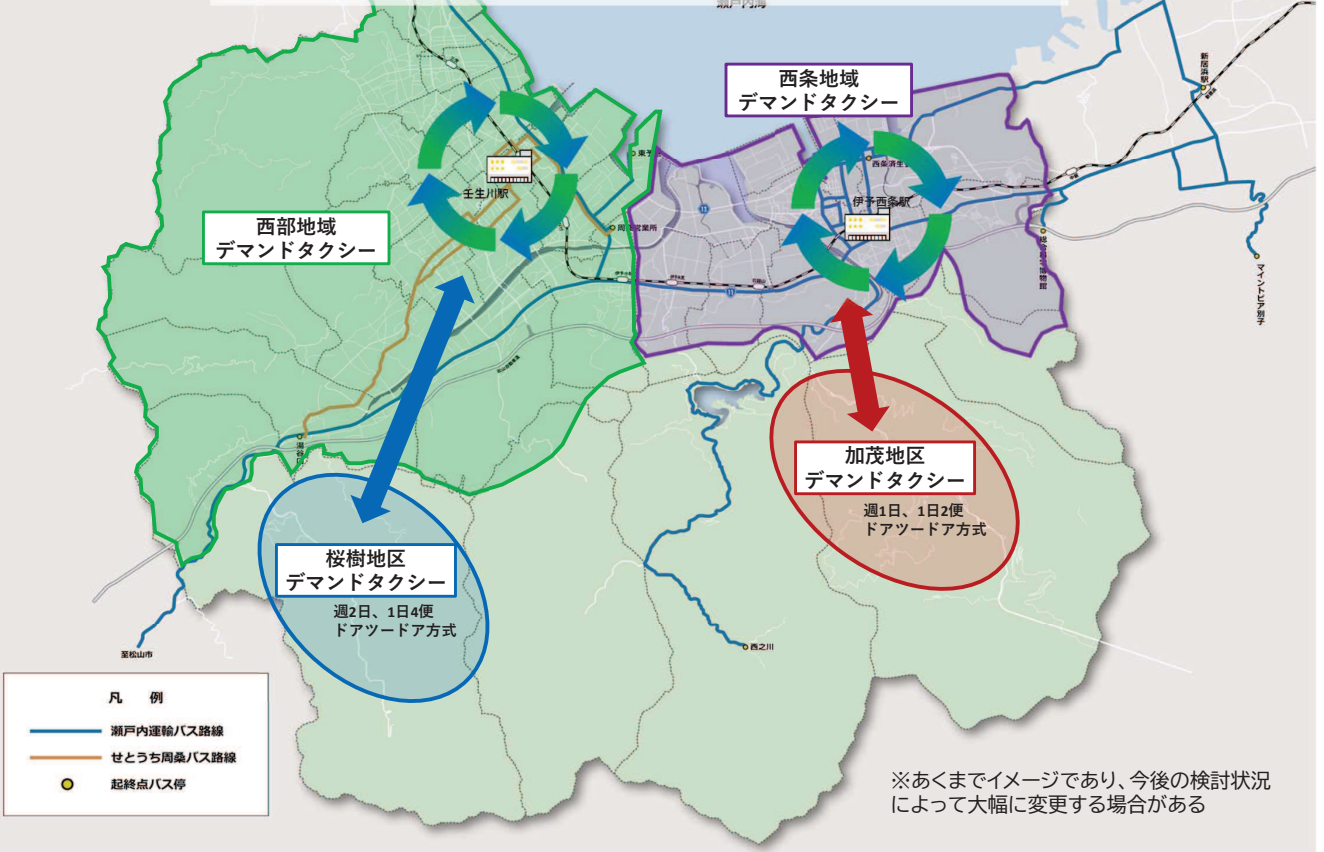 新居浜駅
西条地域
デマンドタクシー
壬生川駅
伊予西条駅
西部地域
デマンドタクシー
11
11
マイントピア別子
加茂地区
デマンドタクシー
週1日、1日2便
ドアツードア方式
桜樹地区
デマンドタクシー
週2日、1日4便
ドアツードア方式
至松山市
西之川
凡 例
瀬戸内運輸バス路線
せとうち周桑バス路線
起終点バス停
※あくまでイメージであり、今後の検討状況
によって大幅に変更する場合がある